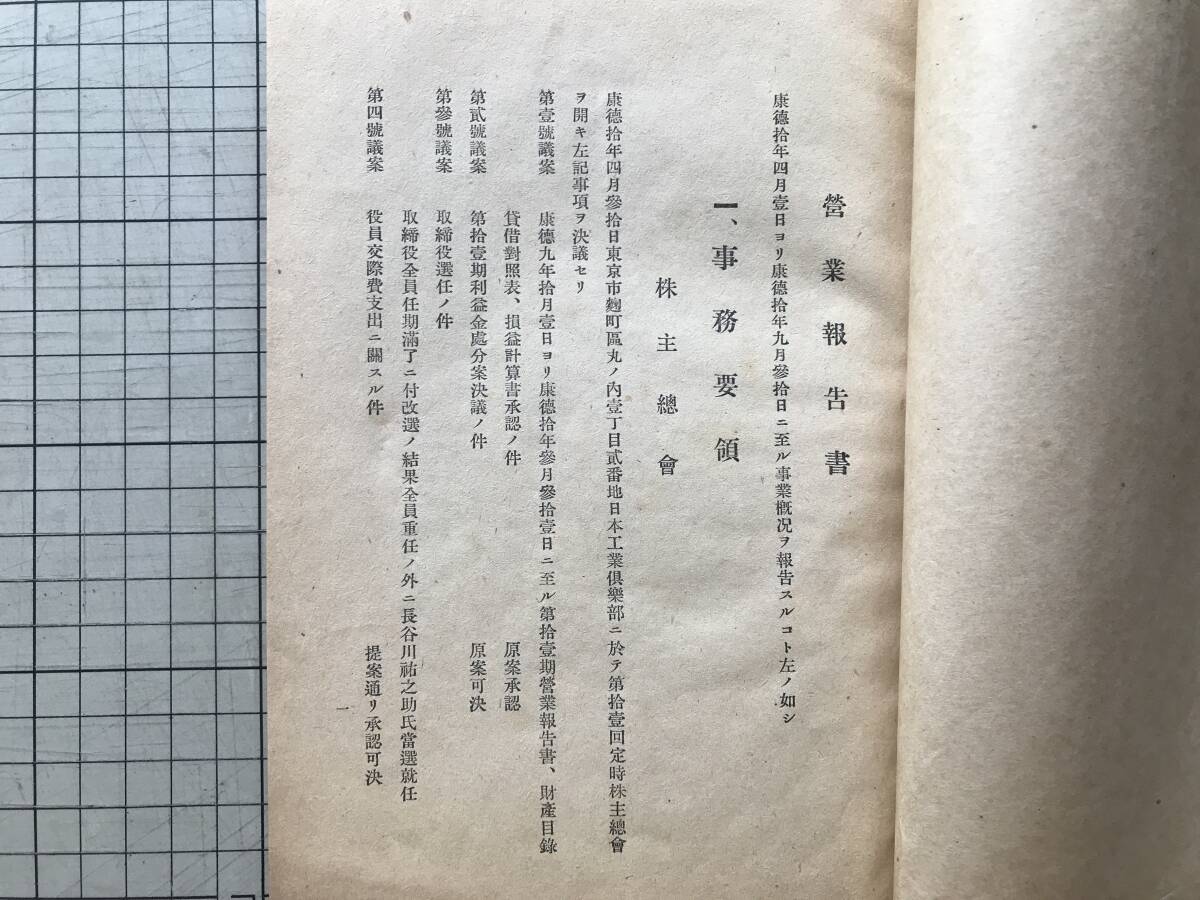 營業報告書
康德拾年四月壹日ヨリ康德拾年九月參拾日ニ至ル事業概況ヲ報告スルコト左ノ如シ
一、事務要領
株主總會
康德拾年四月參拾日東京市麴町區丸ノ內壹丁目貳番地日本工業俱樂部ニ於テ第拾壹回定時株主總會
ヲ開キ左記事項ヲ決議セリ
第壹號議案 康德九年拾月壹日ヨリ康德拾年參月參拾壹日ニ至ル第拾壹期營業報告書、財產目錄
貸借對照表、損益計算書承認ノ件 原案承認
第貳號議案 第拾壹期利益金處分案決議ノ件 原案可決
第參號議案 取締役選任ノ件
取締役全員任期滿了ニ付改選ノ結果全員重任ノ外ニ長谷川祐之助氏當選就任
第四號議案 役員交際費支出ニ關スル件 提案通リ承認可決
一